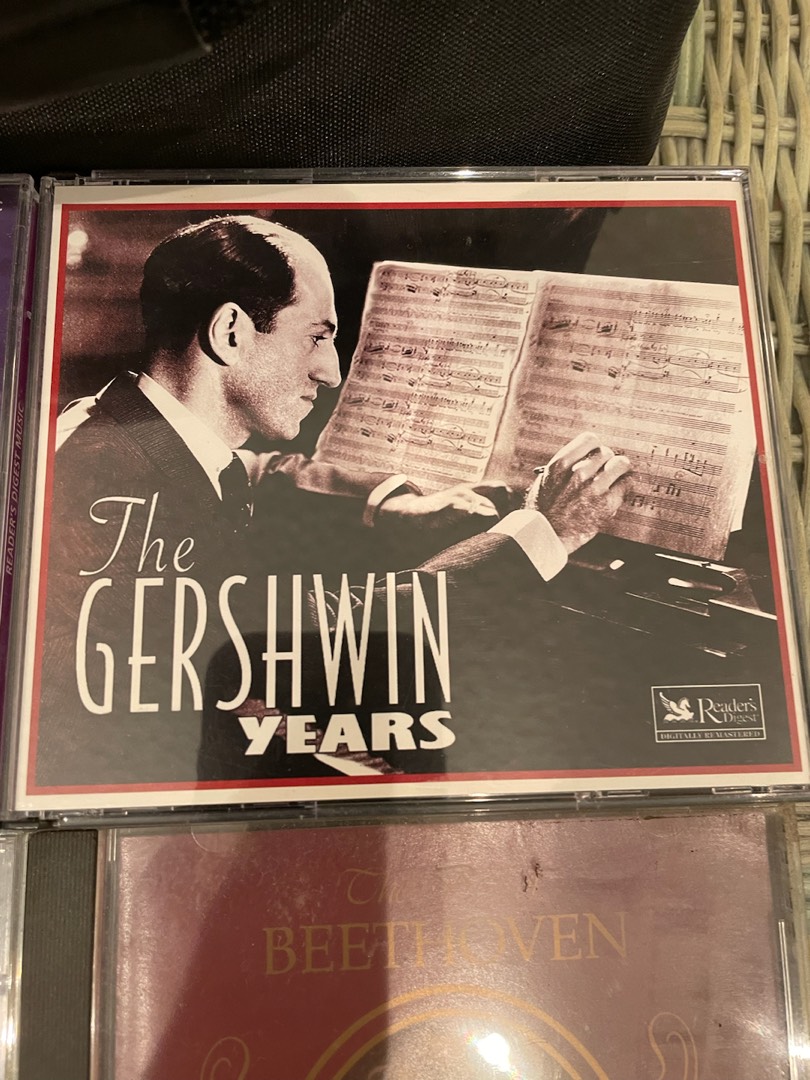 READER'S DIGEST MUSIC
The
GERSHWIN
YEARS
Reader's
Digest
DIGITALLY REMASTERED
The
BEETHOVEN